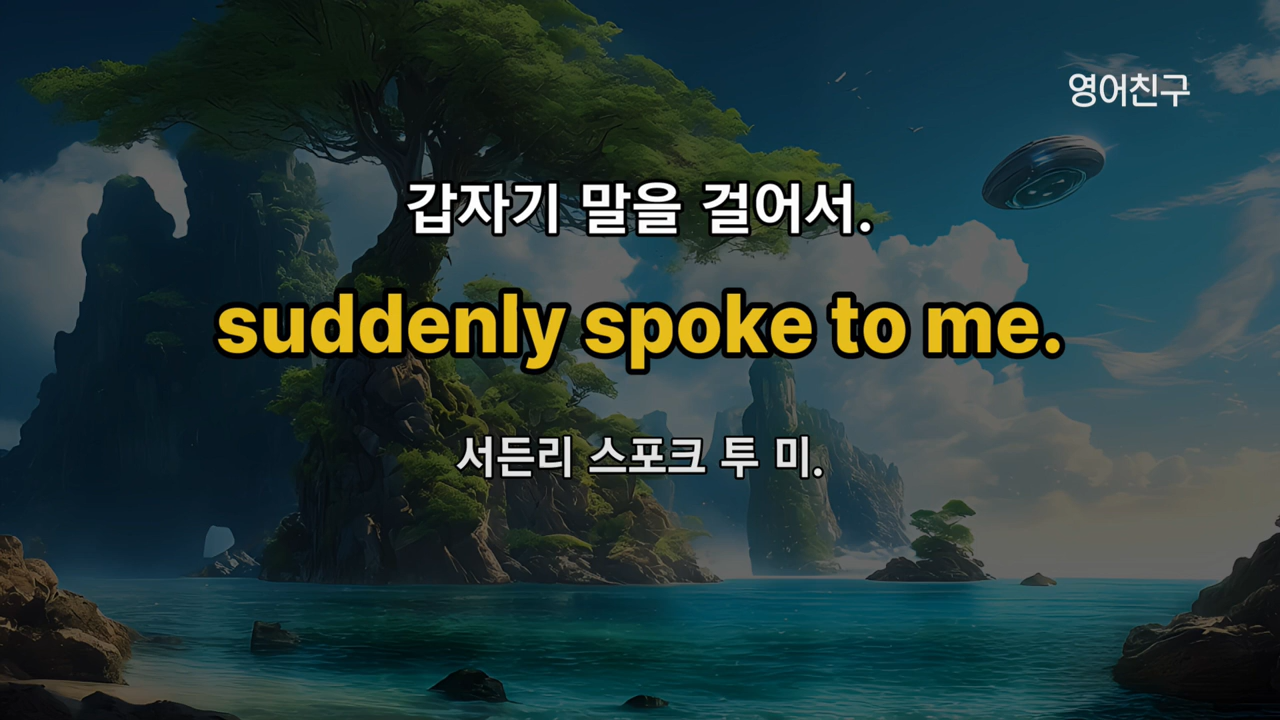 영어친구
갑자기 말을 걸어서.
suddenly spoke to me.
서든리 스포크 투 미.